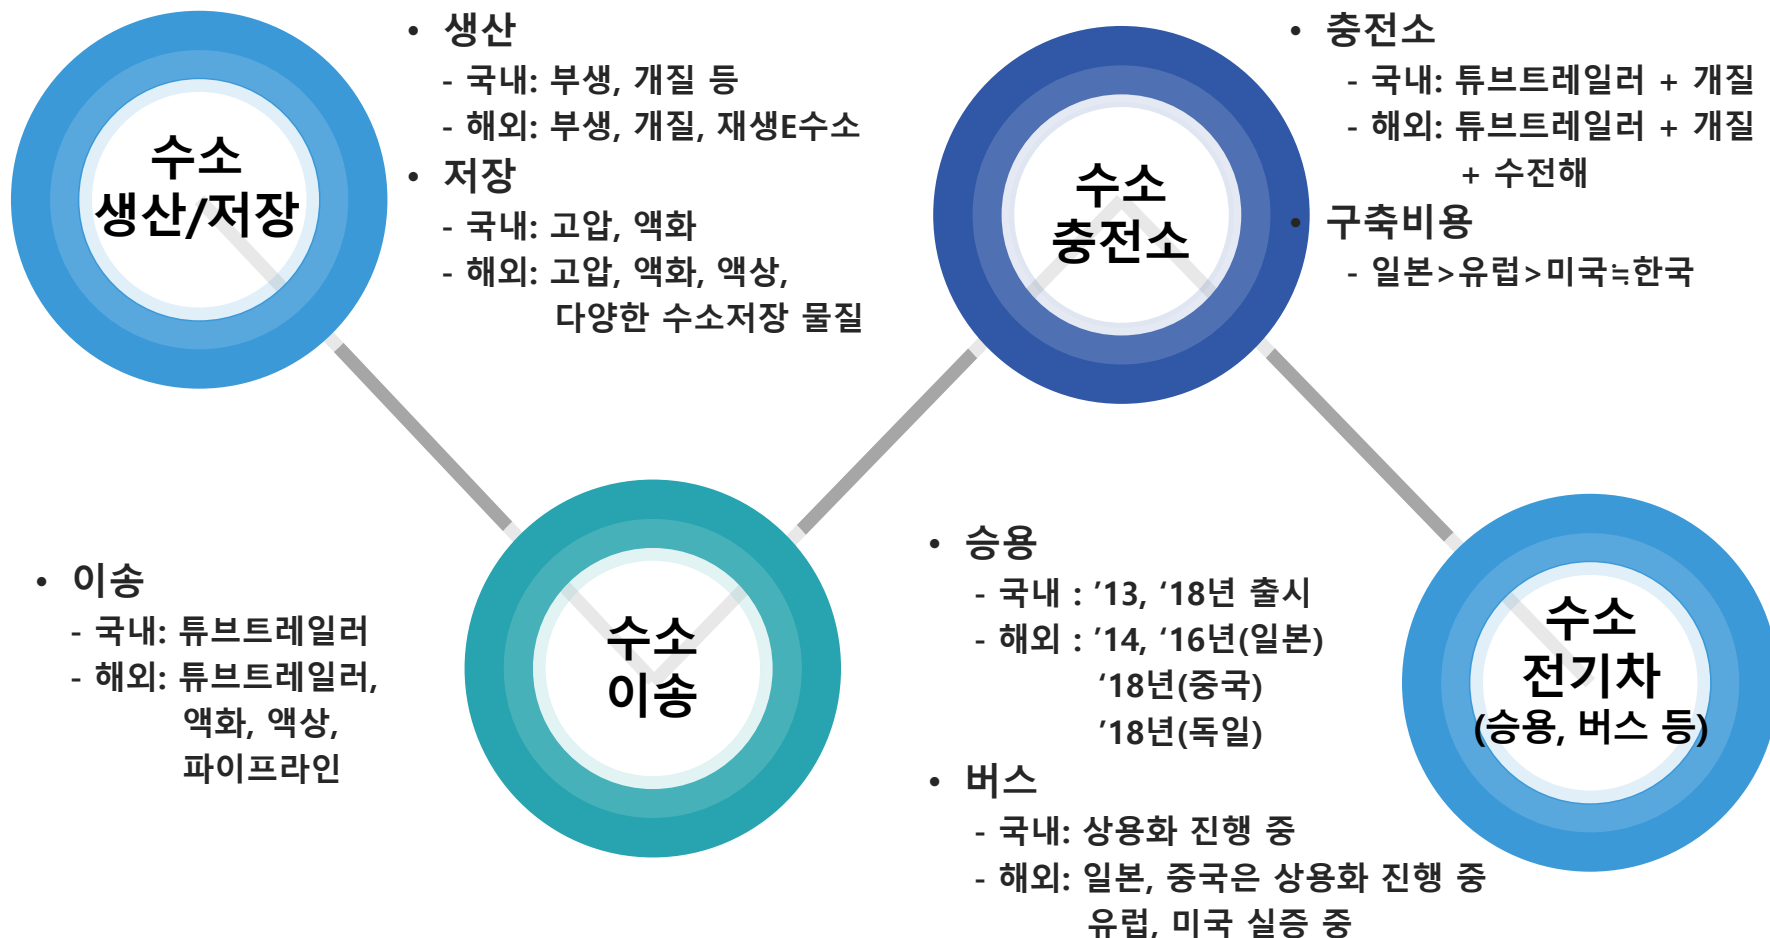 수소
생산/저장
• 생산
- 국내: 부생, 개질 등
- 해외: 부생, 개질, 재생E수소
• 저장
- 국내: 고압, 액화
- 해외: 고압, 액화, 액상,
다양한 수소저장 물질
수소
충전소
• 충전소
- 국내: 튜브트레일러 + 개질
- 해외: 튜브트레일러 + 개질
+ 수전해
• 구축비용
- 일본>유럽>미국≒한국
• 이송
- 국내: 튜브트레일러
- 해외: 튜브트레일러,
액화, 액상,
파이프라인
수소
이송
• 승용
- 국내 : ’13, ‘18년 출시
- 해외 : ’14, ‘16년(일본)
‘18년(중국)
’18년(독일)
• 버스
- 국내: 상용화 진행 중
- 해외: 일본, 중국은 상용화 진행 중
유럽, 미국 실증 중
수소
전기차
(승용, 버스 등)